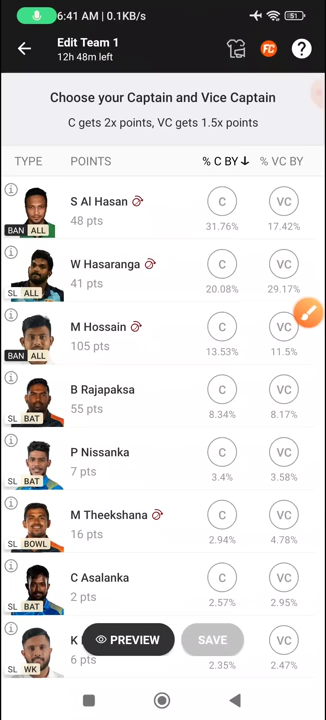 6:41 AM | 0.1KB/s
51
Edit Team 1
12h 48m left
FC
?
Choose your Captain and Vice Captain
C gets 2x points, VC gets 1.5x points
TYPE POINTS % C BY % VC BY
S Al Hasan C VC
48 pts
BAN ALL 31.76% 17.42%
W Hasaranga C VC
41 pts
SL ALL 20.08% 29.17%
M Hossain C VC
105 pts
BAN ALL 13.53% 11.5%
B Rajapaksa C VC
55 pts
SL BAT 8.34% 8.17%
P Nissanka C VC
7 pts
SL BAT 3.4% 3.58%
M Theekshana C VC
16 pts
SL BOWL 2.94% 4.78%
C Asalanka C VC
2 pts
SL BAT 2.57% 2.95%
K PREVIEW SAVE VC
6 pts
SL WK 2.35% 2.47%